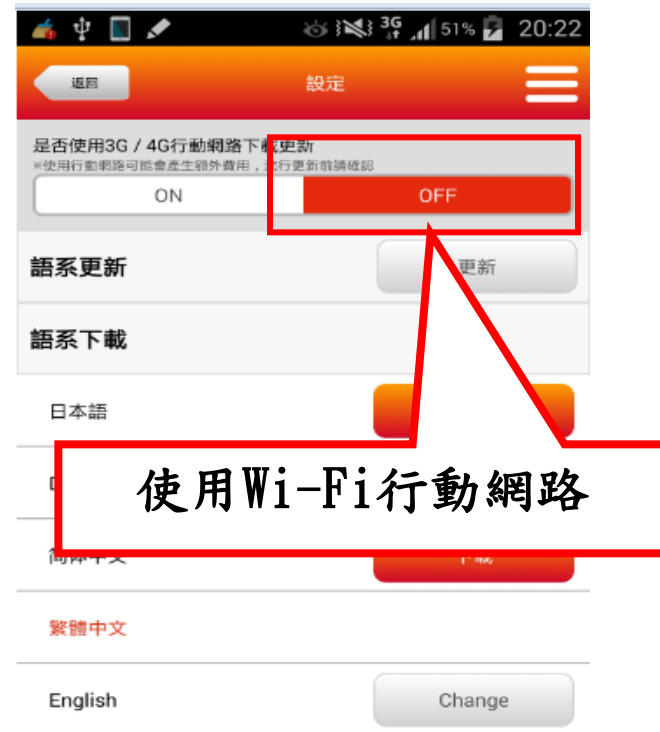 3G 51% 20:22
返回 設定
是否使用3G / 4G行動網路下載更新
※使用行動網路可能會產生額外費用，進行更新前請確認
ON OFF
語系更新 更新
語系下載
日本語
使用Wi-Fi行動網路
简体中文 下載
繁體中文
English Change